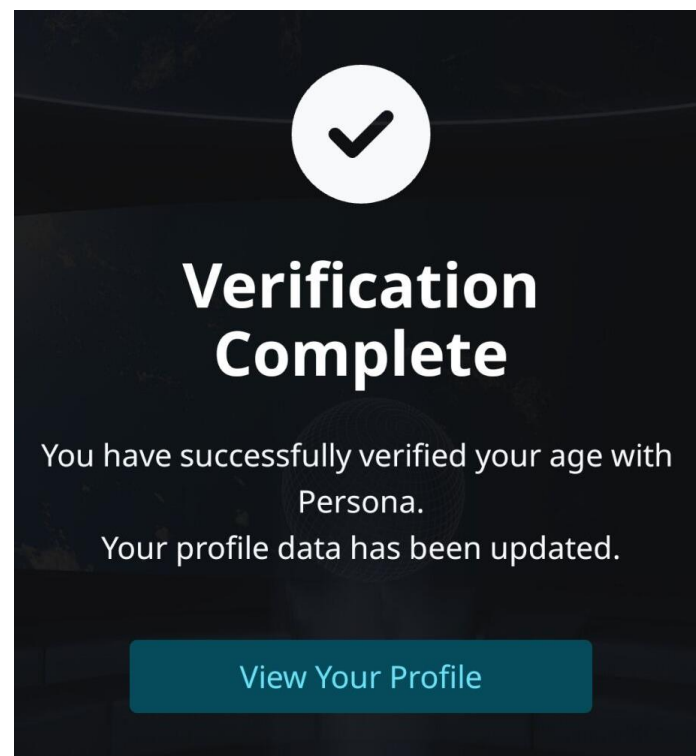 Verification
Complete
You have successfully verified your age with
Persona.
Your profile data has been updated.
View Your Profile